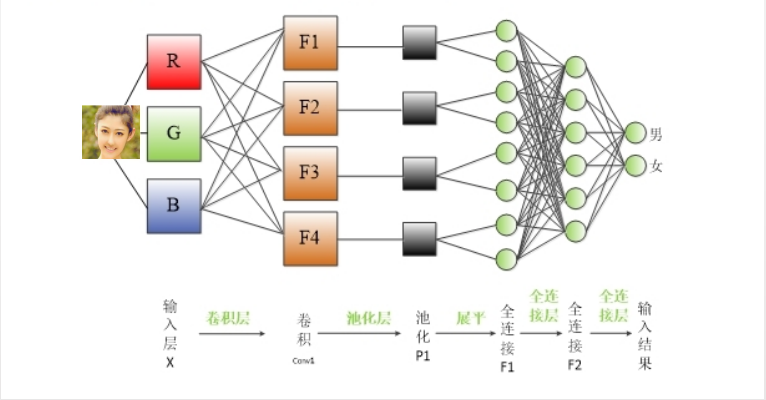 R
G
B
F1
F2
F3
F4
男
女
输入层X
卷积层
卷积
Conv1
池化层
池化P1
展平
全连接F1
全连接层
全连接F2
全连接层
输入结果